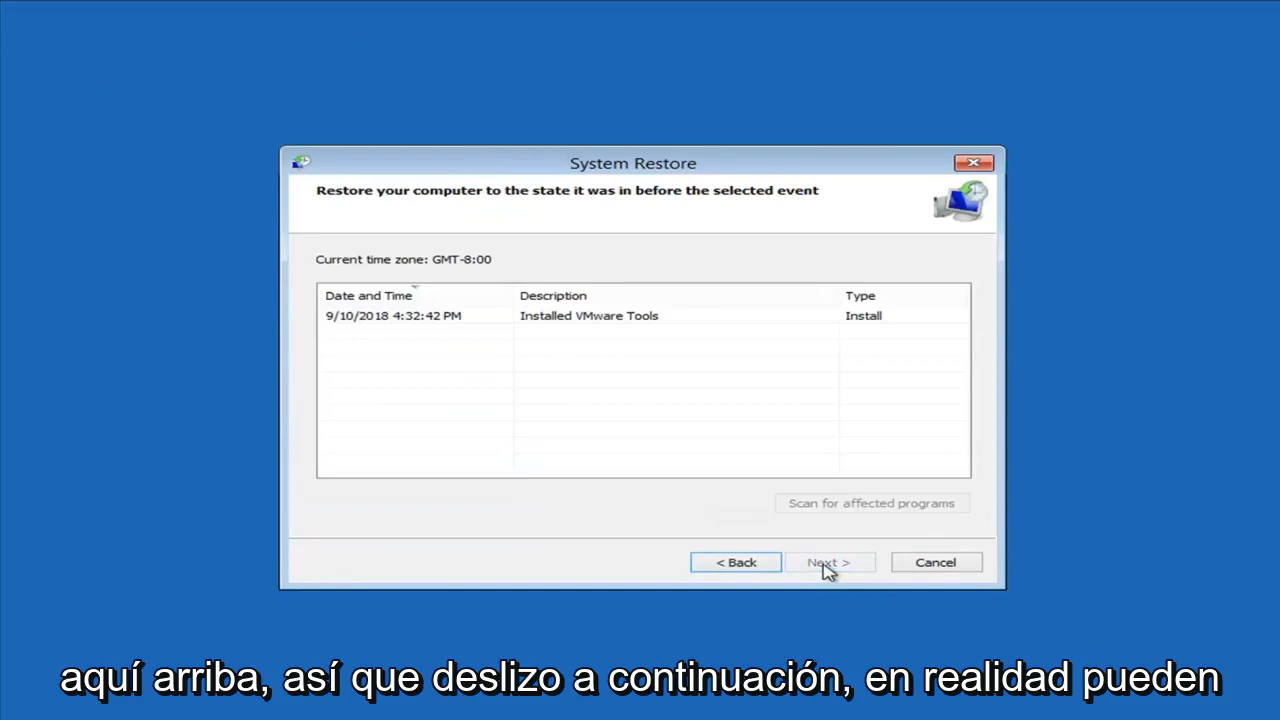 System Restore
Restore your computer to the state it was in before the selected event
Current time zone: GMT-8:00
Date and Time Description Type
9/10/2018 4:32:42 PM Installed VMware Tools Install
Scan for affected programs
< Back Next > Cancel
aquí arriba, así que deslizo a continuación, en realidad pueden